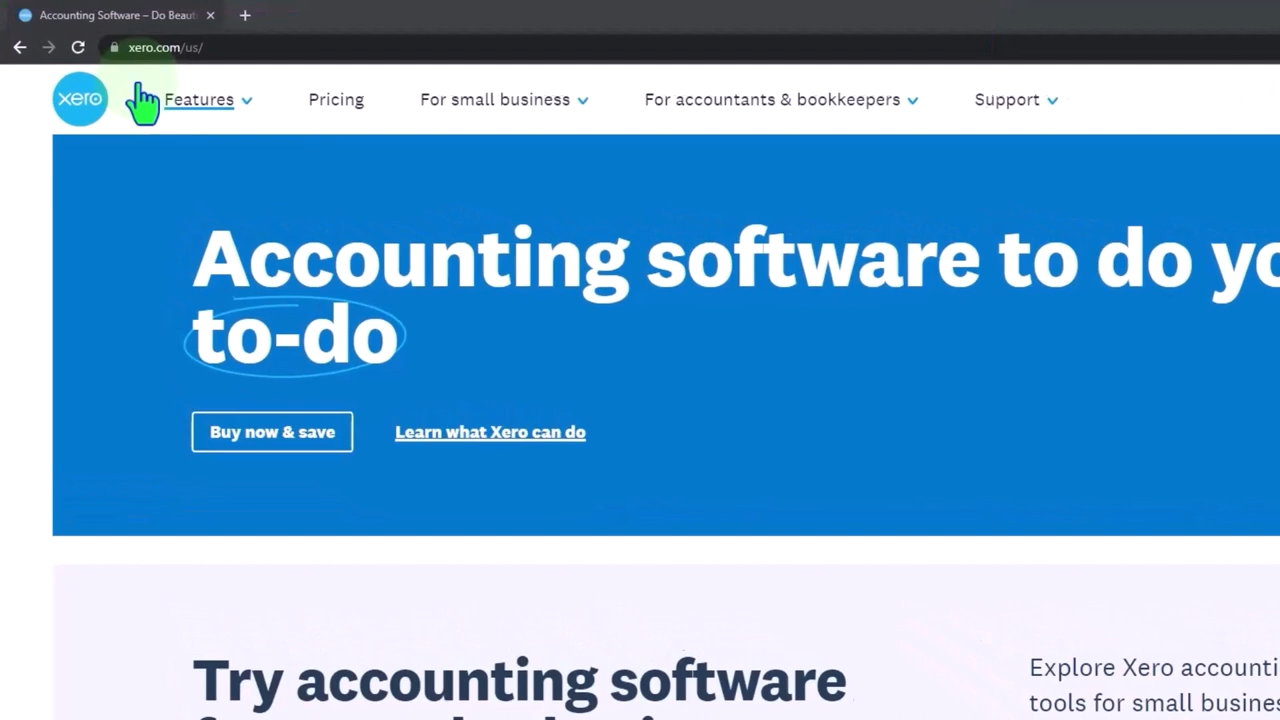 Accounting Software – Do Beaut
xero.com/us/
xero
Features
Pricing
For small business
For accountants & bookkeepers
Support
Accounting software to do yo
to-do
Buy now & save
Learn what Xero can do
Try accounting software
Explore Xero accounti
tools for small busines